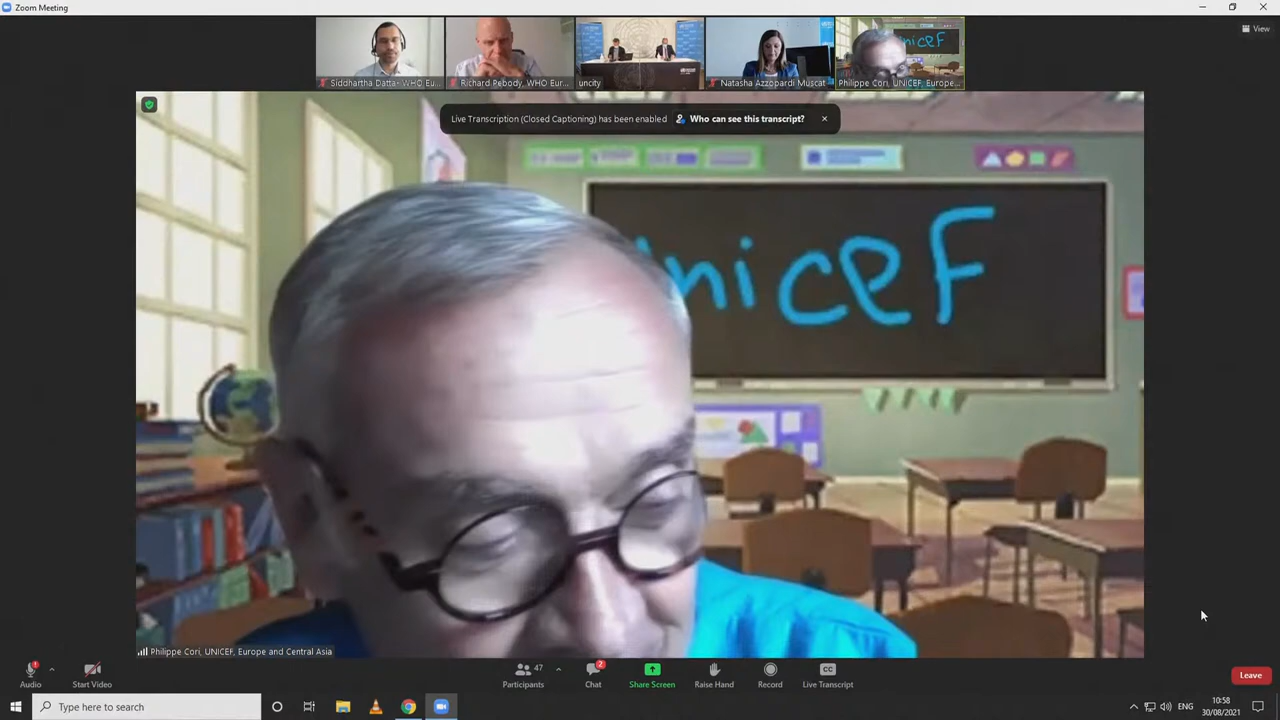 Zoom Meeting
View
Siddhartha Datta- WHO Eu...
Richard Pebody, WHO Eur...
uncity
Natasha Azzopardi Muscat
Philippe Cori, UNICEF, Europe...
Live Transcription (Closed Captioning) has been enabled
Who can see this transcript?
unicef
Philippe Cori, UNICEF, Europe and Central Asia
Audio
Start Video
47
Participants
2
Chat
Share Screen
Raise Hand
Record
CC
Live Transcript
Leave
Type here to search
ENG
10:58
30/08/2021